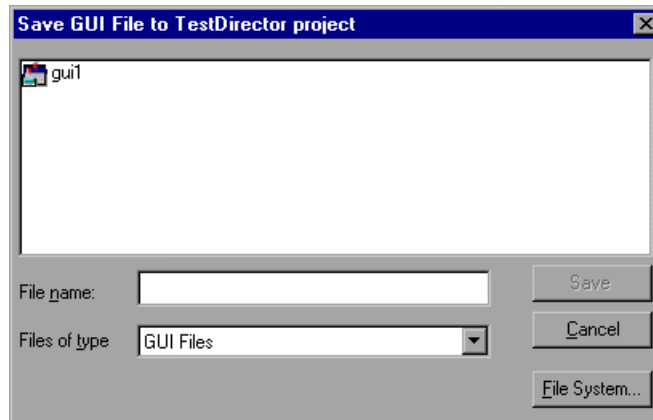 Save GUI File to TestDirector project
gui1
File name:
Save
Files of type
GUI Files
Cancel
File System...